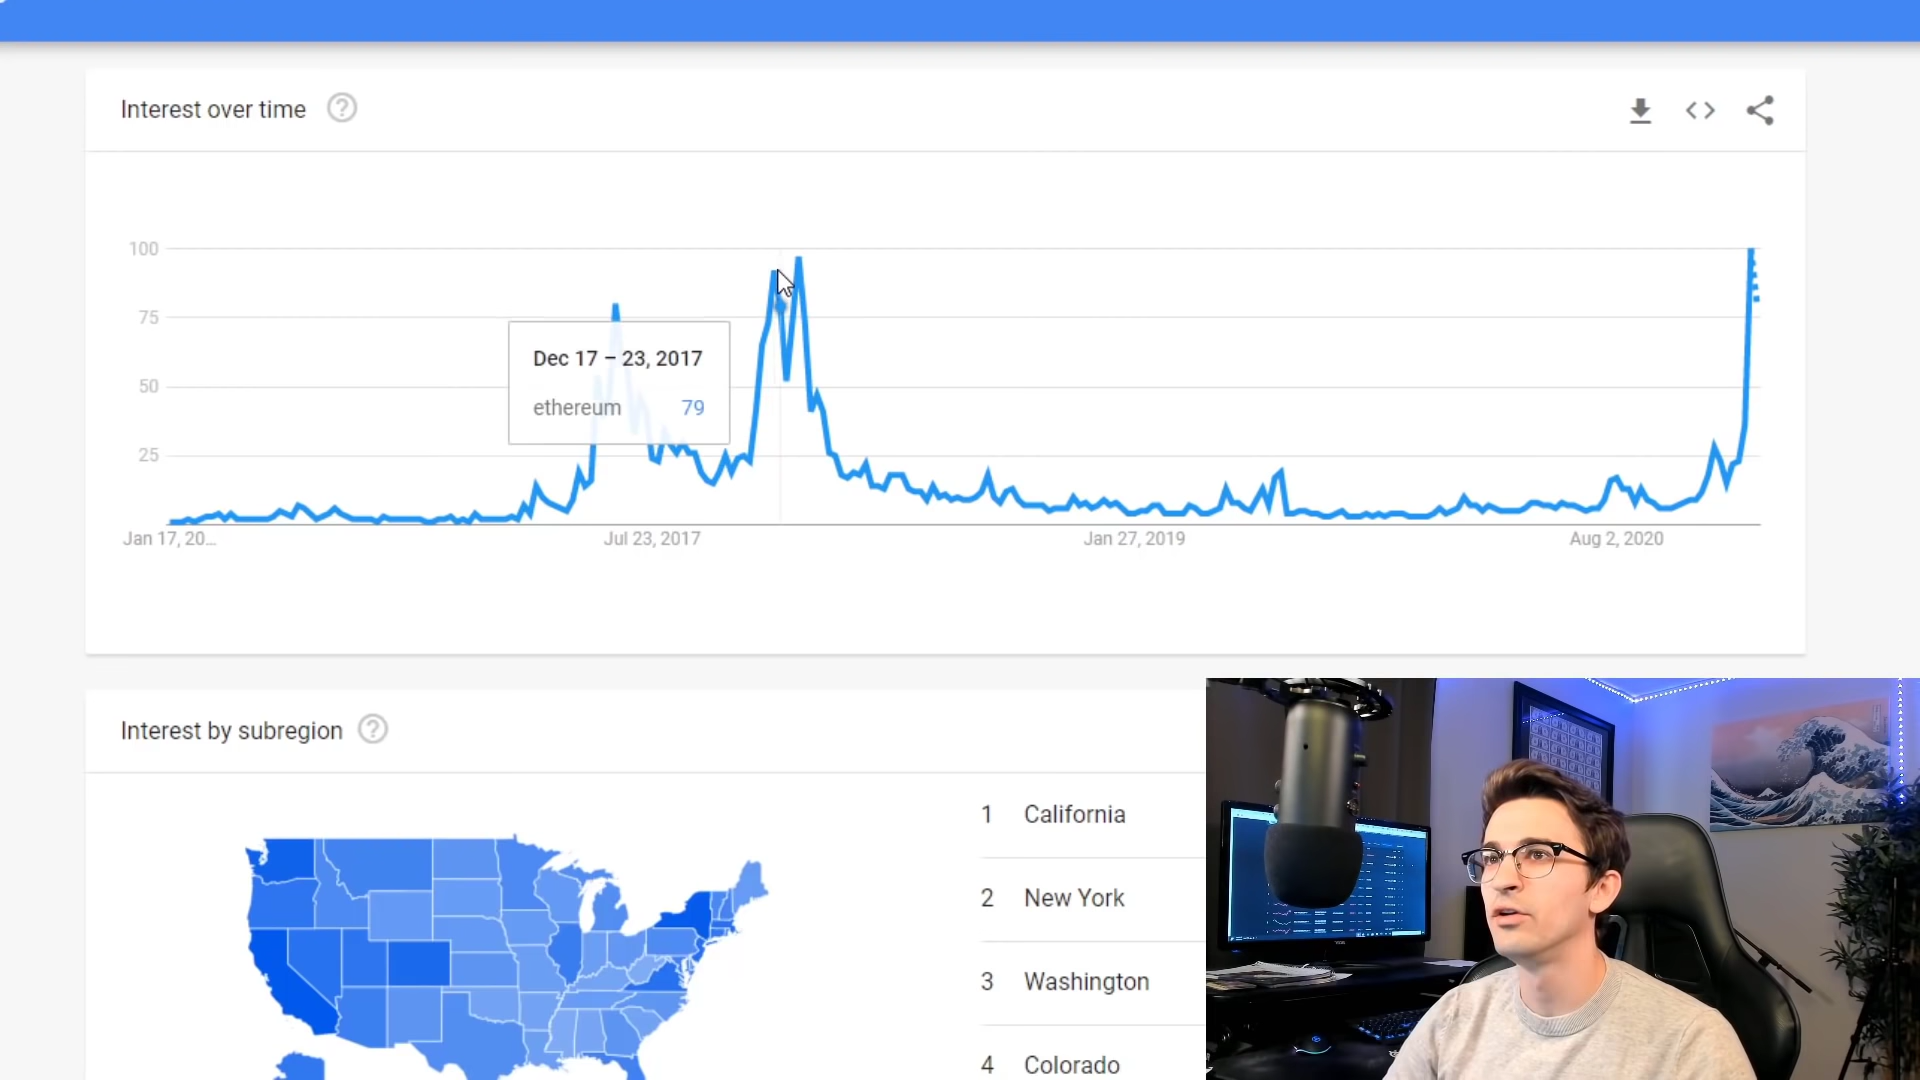 Interest over time
100
75
50
25
Dec 17 – 23, 2017
ethereum 79
Jan 17, 20...
Jul 23, 2017
Jan 27, 2019
Aug 2, 2020
Interest by subregion
1 California
2 New York
3 Washington
4 Colorado